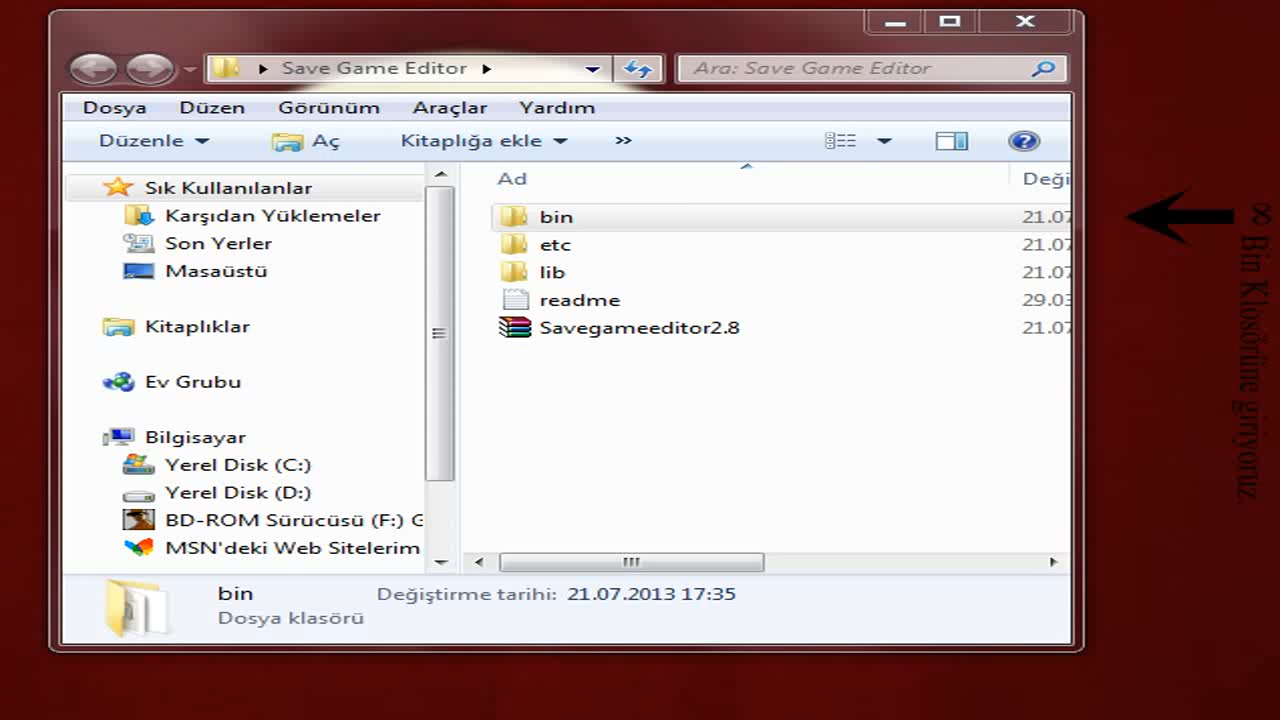 Save Game Editor
Ara: Save Game Editor
Dosya Düzen Görünüm Araçlar Yardım
Düzenle Aç Kitaplığa ekle »
Ad Deği
Sık Kullanılanlar
Karşıdan Yüklemeler
Son Yerler
Masaüstü
Kitaplıklar
Ev Grubu
Bilgisayar
Yerel Disk (C:)
Yerel Disk (D:)
BD-ROM Sürücüsü (F:) G
MSN'deki Web Sitelerim
bin 21.07
etc 21.07
lib 21.07
readme 29.03
Savegameeditor2.8 21.07
bin Değiştirme tarihi: 21.07.2013 17:35
Dosya klasörü
8 Bin Klösörüne giriyoruz.